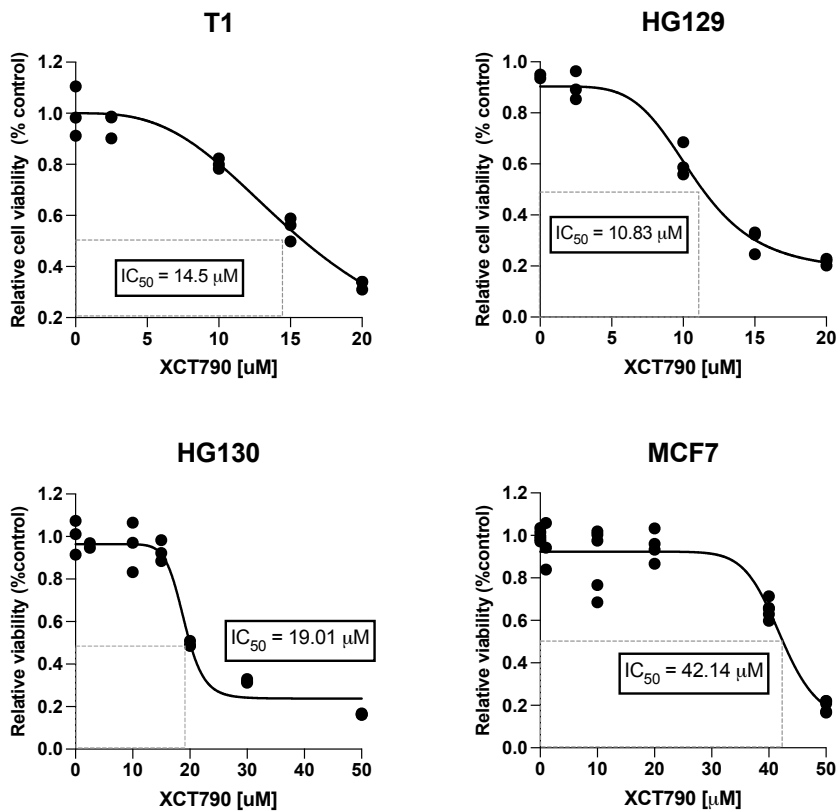 T1
Relative cell viability (% control)
1.2
1.0
0.8
0.6
0.4
0.2
IC50 = 14.5 μM
0 5 10 15 20
XCT790 [uM]
HG129
Relative cell viability (% control)
1.0
0.8
0.6
0.4
0.2
0.0
IC50 = 10.83 μM
0 5 10 15 20
XCT790 [uM]
HG130
Relative viability (%control)
1.2
1.0
0.8
0.6
0.4
0.2
0.0
IC50 = 19.01 μM
0 10 20 30 40 50
XCT790 [uM]
MCF7
Relative viability (%control)
1.2
1.0
0.8
0.6
0.4
0.2
0.0
IC50 = 42.14 μM
0 10 20 30 40 50
XCT790 [μM]